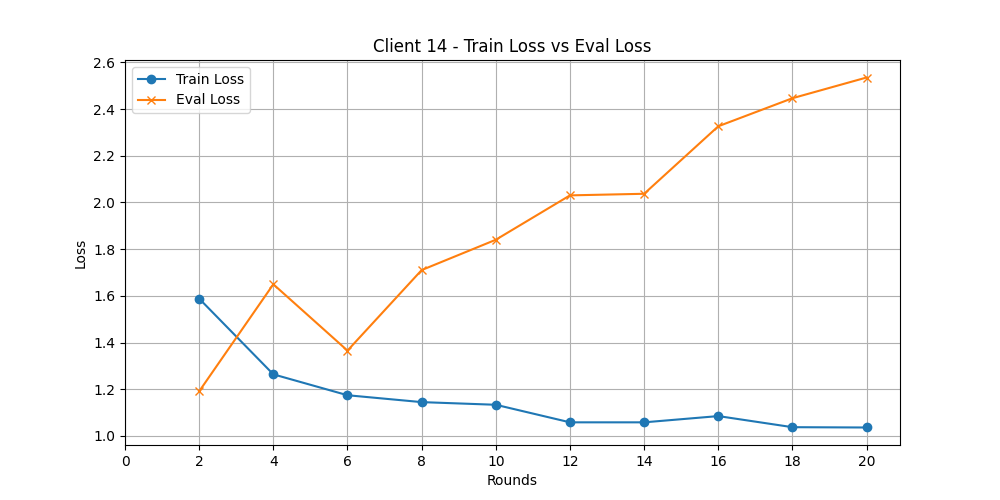 Client 14 - Train Loss vs Eval Loss
Train Loss
Eval Loss
2.6
2.4
2.2
2.0
1.8
1.6
1.4
1.2
1.0
Loss
0 2 4 6 8 10 12 14 16 18 20
Rounds